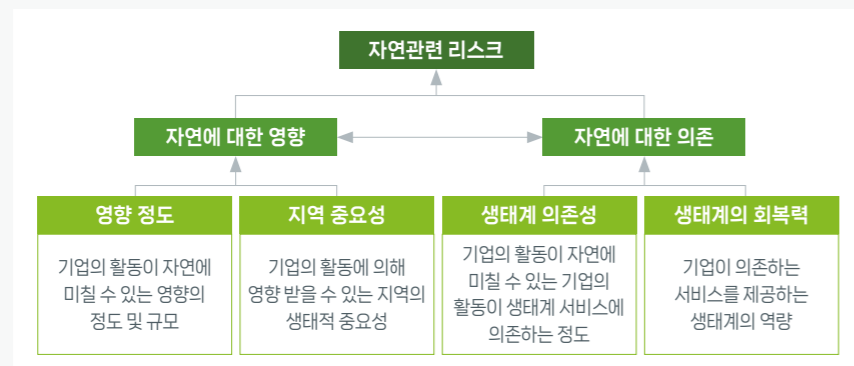 자연관련 리스크
자연에 대한 영향
자연에 대한 의존
영향 정도
기업의 활동이 자연에
미칠 수 있는 영향의
정도 및 규모
지역 중요성
기업의 활동에 의해
영향 받을 수 있는 지역의
생태적 중요성
생태계 의존성
기업의 활동이 자연에
미칠 수 있는 기업의
활동이 생태계 서비스에
의존하는 정도
생태계의 회복력
기업이 의존하는
서비스를 제공하는
생태계의 역량